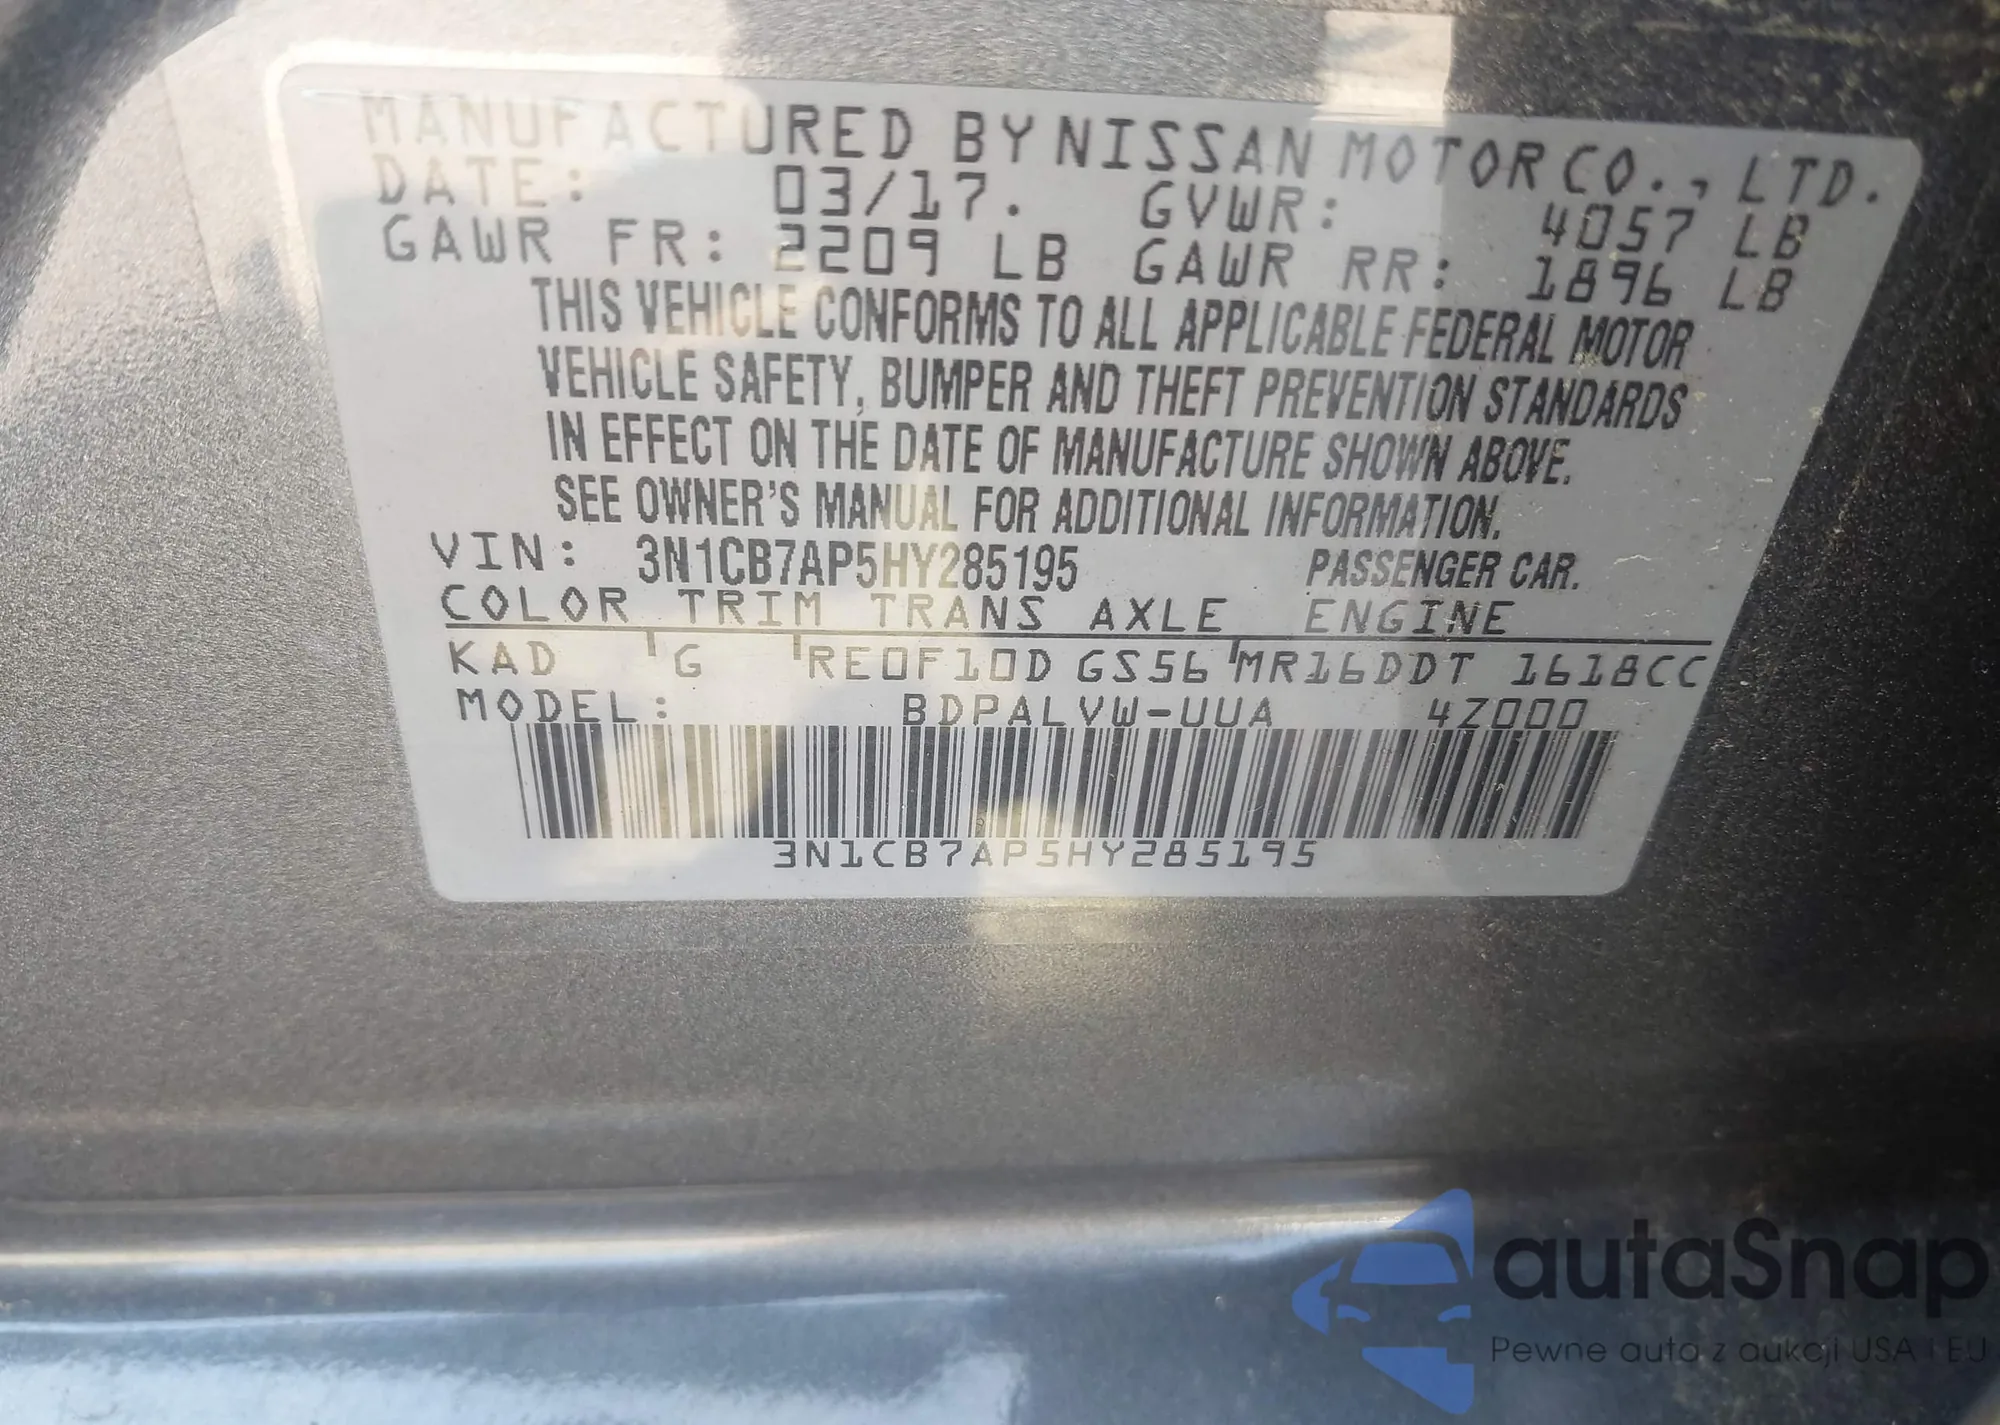 MANUFACTURED BY NISSAN MOTOR CO., LTD.
DATE: 03/17. GVWR: 4057 LB
GAWR FR: 2209 LB GAWR RR: 1896 LB
THIS VEHICLE CONFORMS TO ALL APPLICABLE FEDERAL MOTOR
VEHICLE SAFETY, BUMPER AND THEFT PREVENTION STANDARDS
IN EFFECT ON THE DATE OF MANUFACTURE SHOWN ABOVE.
SEE OWNER'S MANUAL FOR ADDITIONAL INFORMATION.
VIN: 3N1CB7AP5HY285195 PASSENGER CAR.
COLOR TRIM TRANS AXLE ENGINE
KAD G RE0F10D GS56 MR16DDT 1618CC
MODEL: BDPALVW-UUA 4Z000
3N1CB7AP5HY285195
autaSnap
Pewne auta z aukcji USA i EU